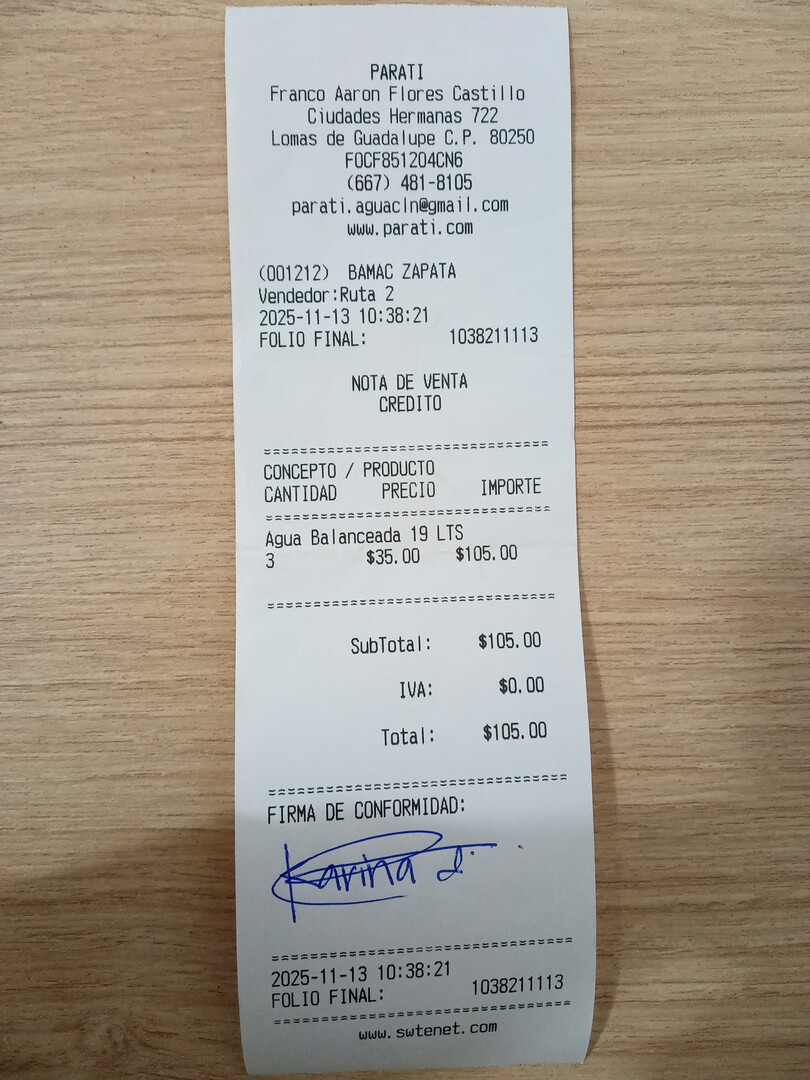 PARATI
Franco Aaron Flores Castillo
Ciudades Hermanas 722
Lomas de Guadalupe C.P. 80250
FOCF851204CN6
(667) 481-8105
parati.aguacln@gmail.com
www.parati.com
(001212) BAMAC ZAPATA
Vendedor:Ruta 2
2025-11-13 10:38:21
FOLIO FINAL: 1038211113
NOTA DE VENTA
CREDITO
================================
CONCEPTO / PRODUCTO
CANTIDAD PRECIO IMPORTE
================================
Agua Balanceada 19 LTS
3 $35.00 $105.00
================================
SubTotal: $105.00
IVA: $0.00
Total: $105.00
=================================
FIRMA DE CONFORMIDAD:
Karina J.
=================================
2025-11-13 10:38:21
FOLIO FINAL: 1038211113
=================================
www.swtenet.com